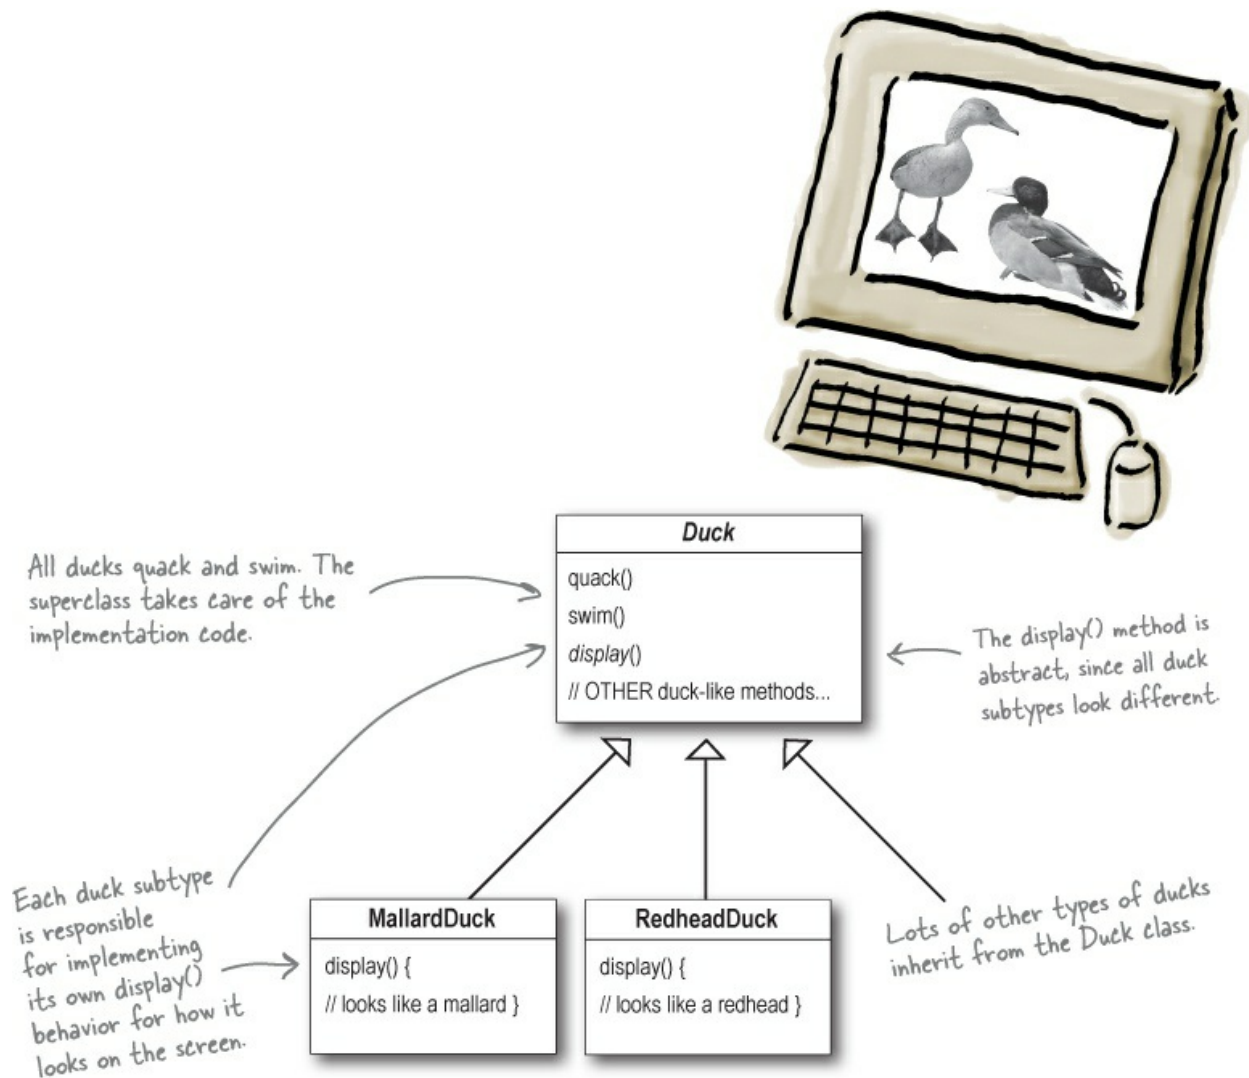 Duck
quack()
swim()
display()
// OTHER duck-like methods...
All ducks quack and swim. The
superclass takes care of the
implementation code.
The display() method is
abstract, since all duck
subtypes look different.
Each duck subtype
is responsible
for implementing
its own display()
behavior for how it
looks on the screen.
MallardDuck
display() {
// looks like a mallard }
RedheadDuck
display() {
// looks like a redhead }
Lots of other types of ducks
inherit from the Duck class.